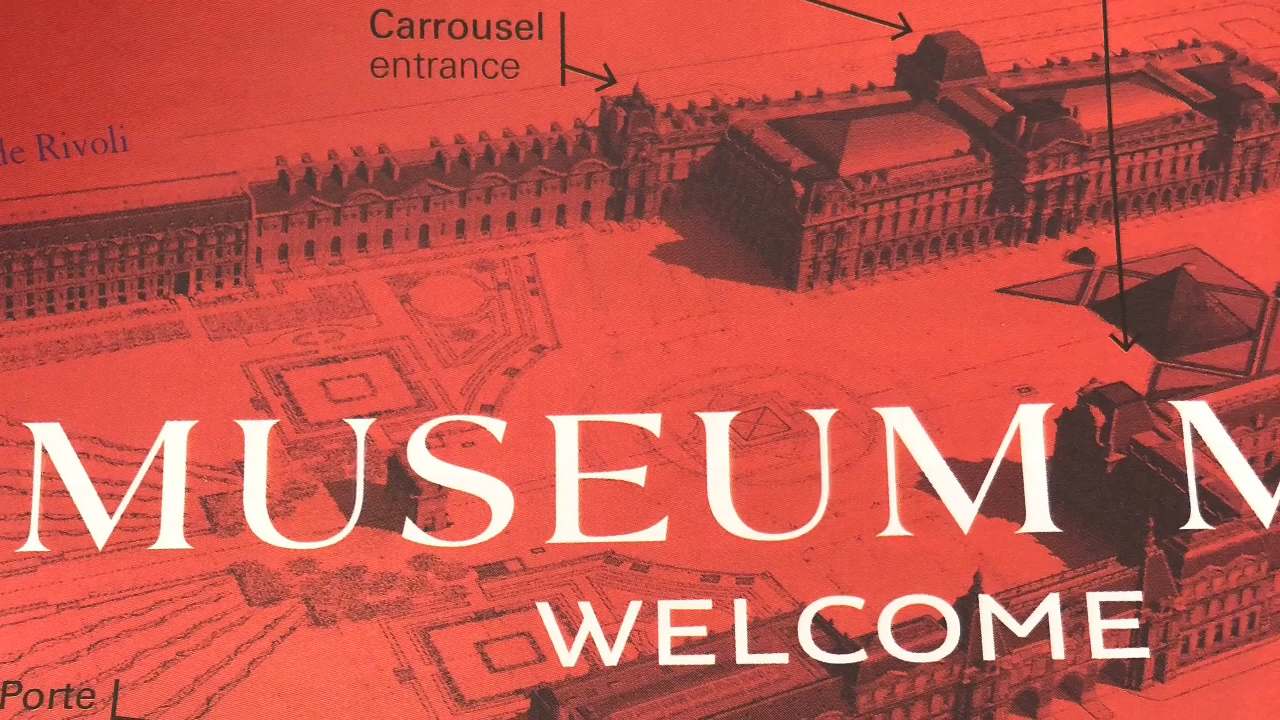 Carrousel
entrance
de Rivoli
MUSEUM M
WELCOME
Porte